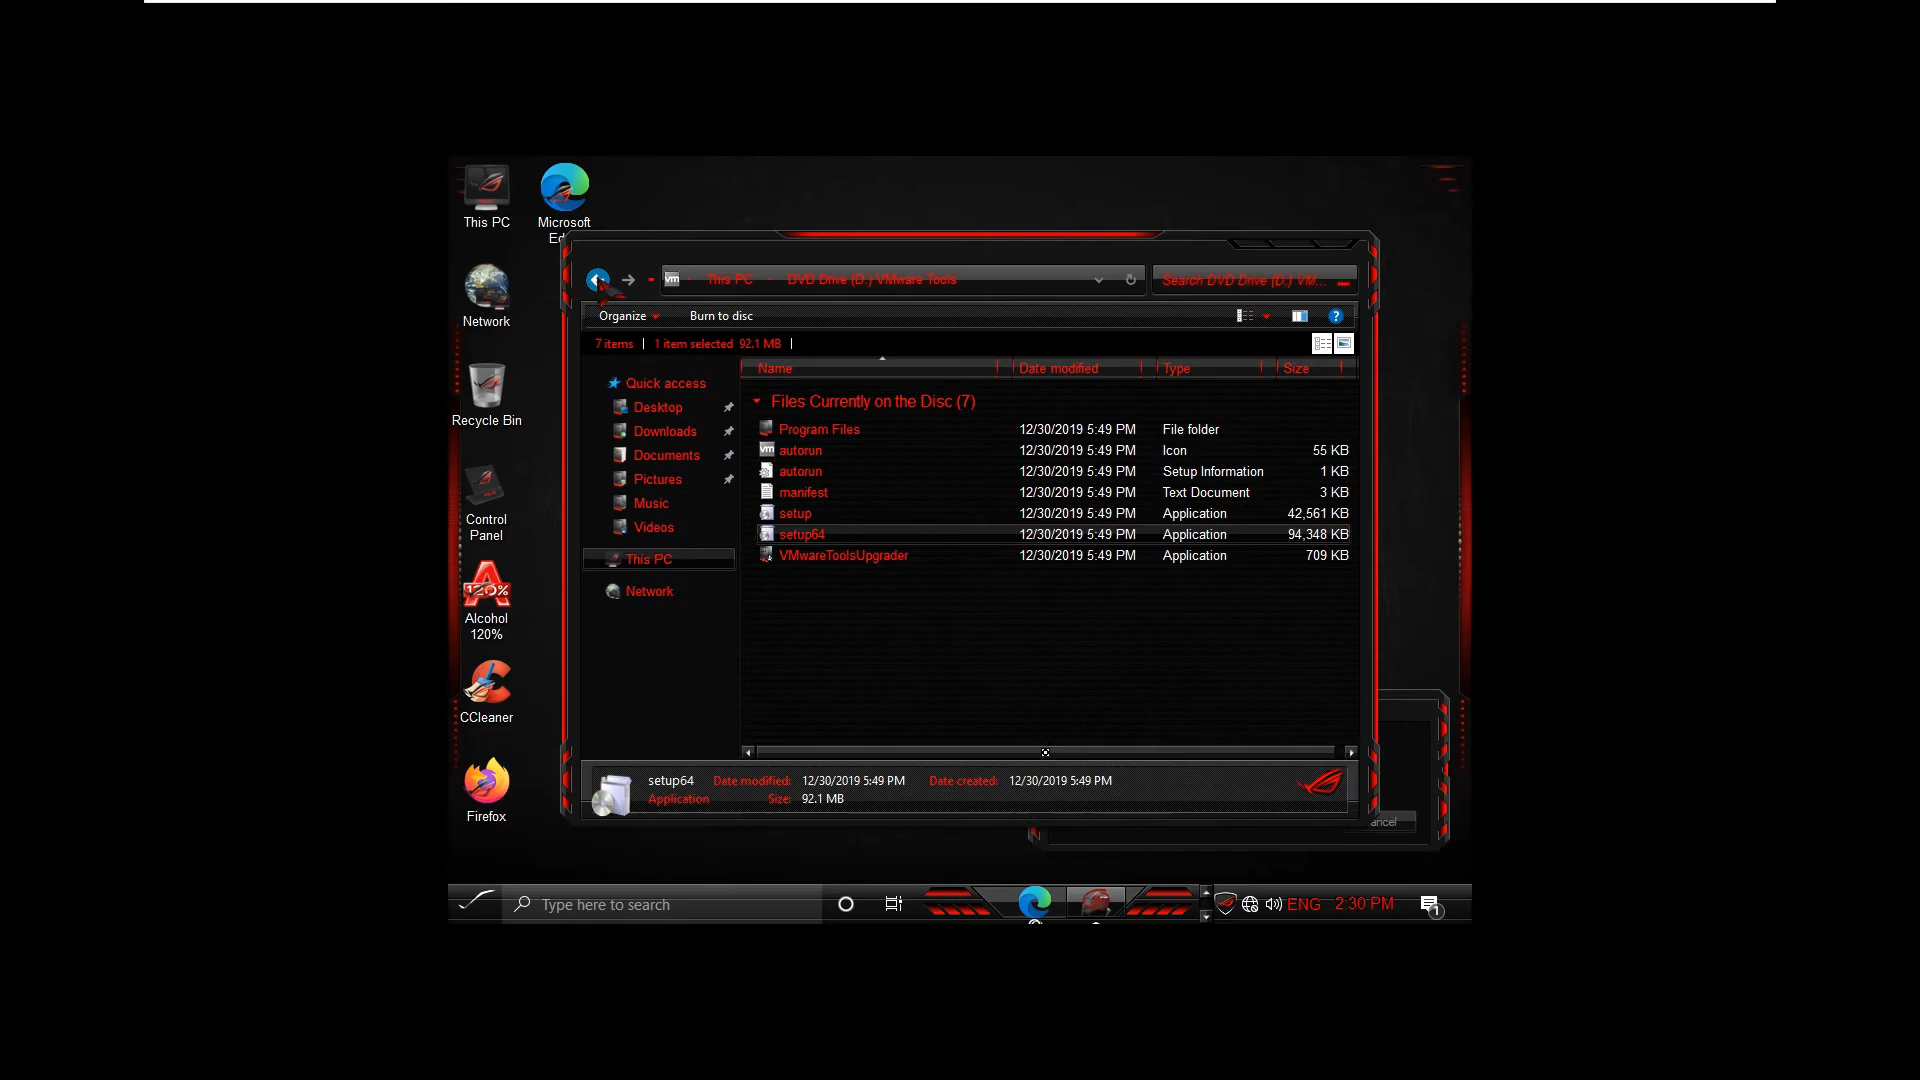 This PC
Microsoft
Network
Recycle Bin
Control
Panel
120%
Alcohol
120%
CCleaner
Firefox
vm
This PC
DVD Drive (D:) VMware Tools
Search DVD Drive (D:) VM...
Organize
Burn to disc
?
7 items
1 item selected 92.1 MB
Quick access
Desktop
Downloads
Documents
Pictures
Music
Videos
This PC
Network
Name Date modified Type Size
Files Currently on the Disc (7)
Program Files 12/30/2019 5:49 PM File folder
vm autorun 12/30/2019 5:49 PM Icon 55 KB
autorun 12/30/2019 5:49 PM Setup Information 1 KB
manifest 12/30/2019 5:49 PM Text Document 3 KB
setup 12/30/2019 5:49 PM Application 42,561 KB
setup64 12/30/2019 5:49 PM Application 94,348 KB
VMwareToolsUpgrader 12/30/2019 5:49 PM Application 709 KB
setup64 Date modified: 12/30/2019 5:49 PM Date created: 12/30/2019 5:49 PM
Application Size: 92.1 MB
Type here to search
ENG 2:30 PM
1